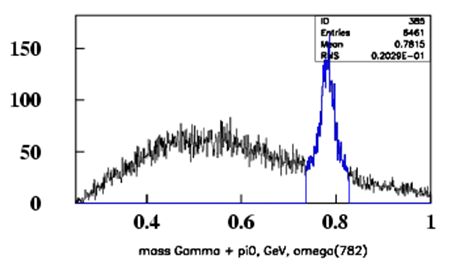 ID 385
Entries 6461
Mean 0.7815
RMS 0.2029E-01
150
100
50
0
0.4 0.6 0.8 1
mass Gamma + pi0, GeV, omega(782)